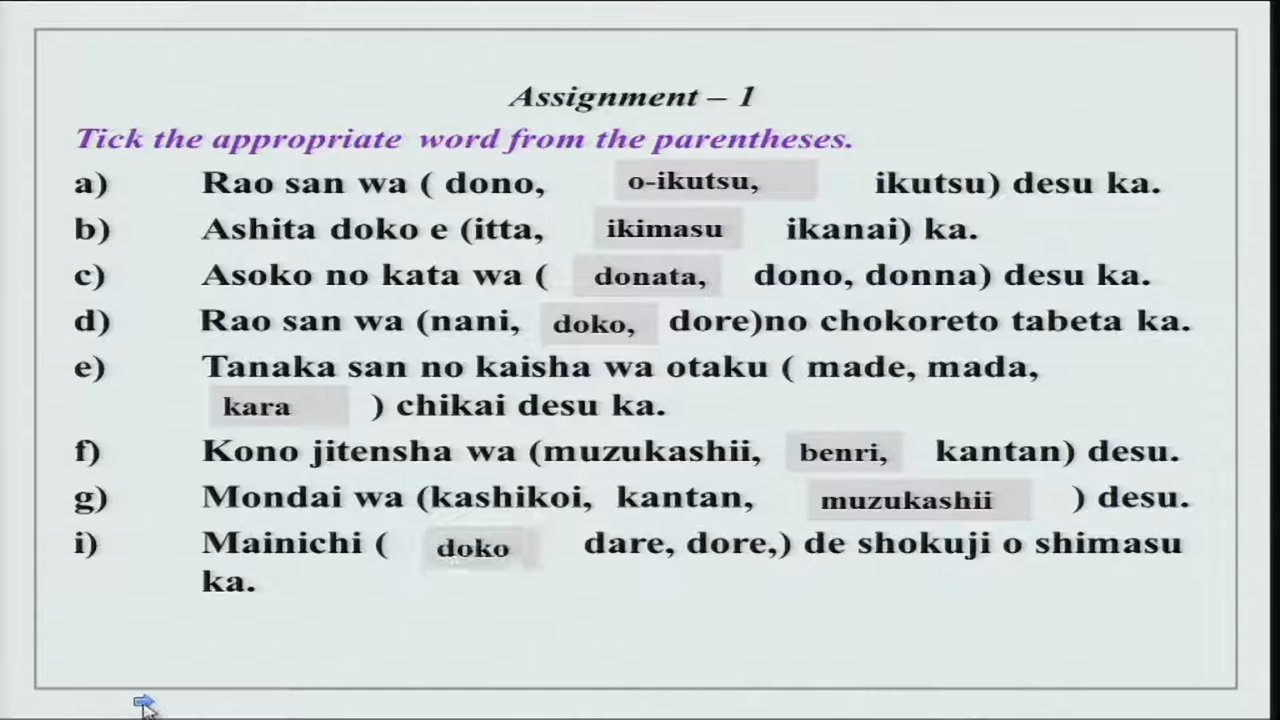 Assignment – 1
Tick the appropriate word from the parentheses.
a) Rao san wa ( dono, o-ikutsu, ikutsu) desu ka.
b) Ashita doko e (itta, ikimasu ikanai) ka.
c) Asoko no kata wa ( donata, dono, donna) desu ka.
d) Rao san wa (nani, doko, dore)no chokoreto tabeta ka.
e) Tanaka san no kaisha wa otaku ( made, mada,
kara ) chikai desu ka.
f) Kono jitensha wa (muzukashii, benri, kantan) desu.
g) Mondai wa (kashikoi, kantan, muzukashii ) desu.
i) Mainichi ( doko dare, dore,) de shokuji o shimasu
ka.